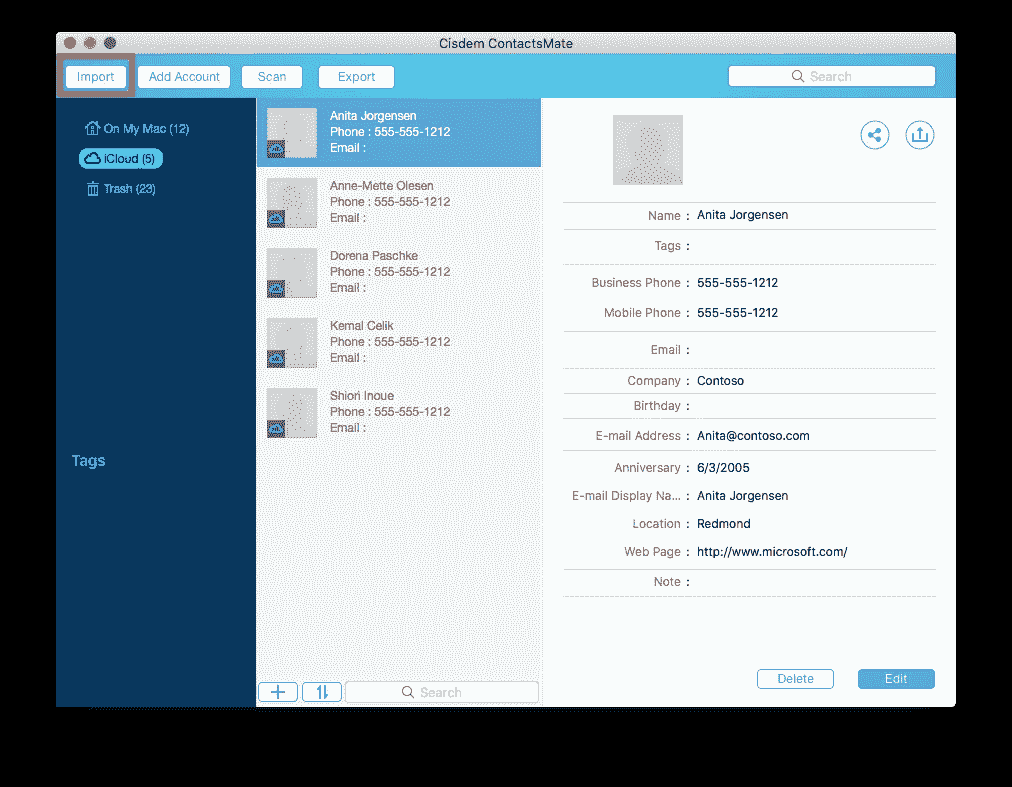 Cisdem ContactsMate
Import Add Account Scan Export Search
On My Mac (12)
iCloud (5)
Trash (23)
Tags
Anita Jorgensen
Phone : 555-555-1212
Email :
Anne-Mette Olesen
Phone : 555-555-1212
Email :
Dorena Paschke
Phone : 555-555-1212
Email :
Kemal Celik
Phone : 555-555-1212
Email :
Shiori Inoue
Phone : 555-555-1212
Email :
Search
Name : Anita Jorgensen
Tags :
Business Phone : 555-555-1212
Mobile Phone : 555-555-1212
Email :
Company : Contoso
Birthday :
E-mail Address : Anita@contoso.com
Anniversary : 6/3/2005
E-mail Display Na... : Anita Jorgensen
Location : Redmond
Web Page : http://www.microsoft.com/
Note :
Delete Edit